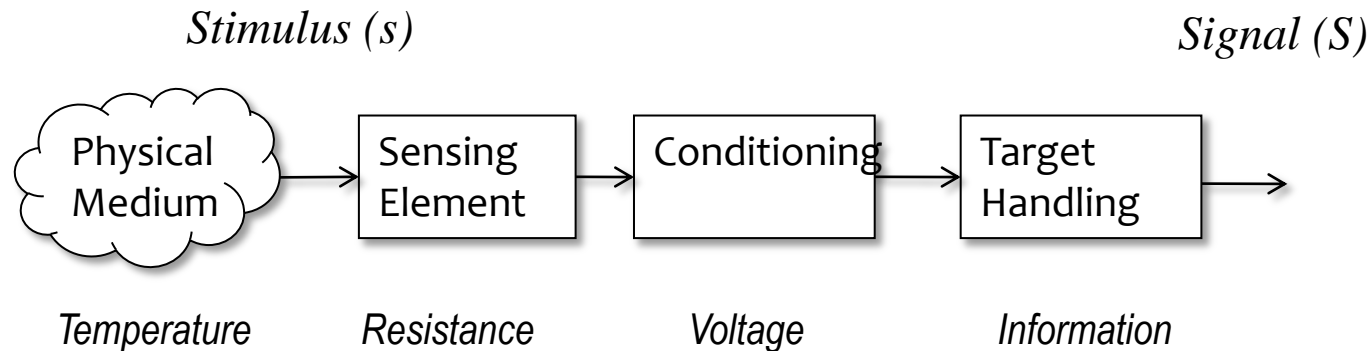 Stimulus (s)
Signal (S)
Physical
Medium
Sensing
Element
Conditioning
Target
Handling
Temperature
Resistance
Voltage
Information